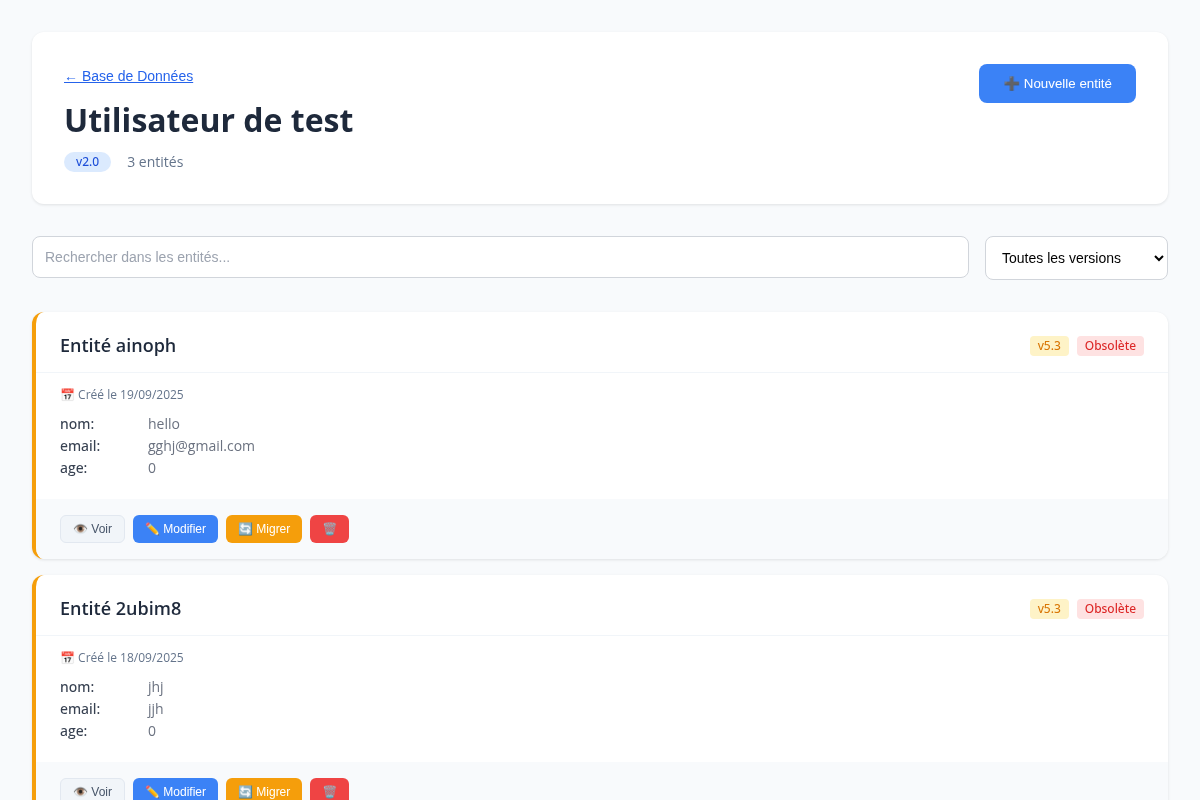 ← Base de Données
➕ Nouvelle entité
Utilisateur de test
v2.0 3 entités
Rechercher dans les entités...
Toutes les versions
Entité ainoph
v5.3 Obsolète
📅 Créé le 19/09/2025
nom: hello
email: gghj@gmail.com
age: 0
👁️ Voir ✏️ Modifier 🔄 Migrer 🗑️
Entité 2ubim8
v5.3 Obsolète
📅 Créé le 18/09/2025
nom: jhj
email: jjh
age: 0
👁️ Voir ✏️ Modifier 🔄 Migrer 🗑️